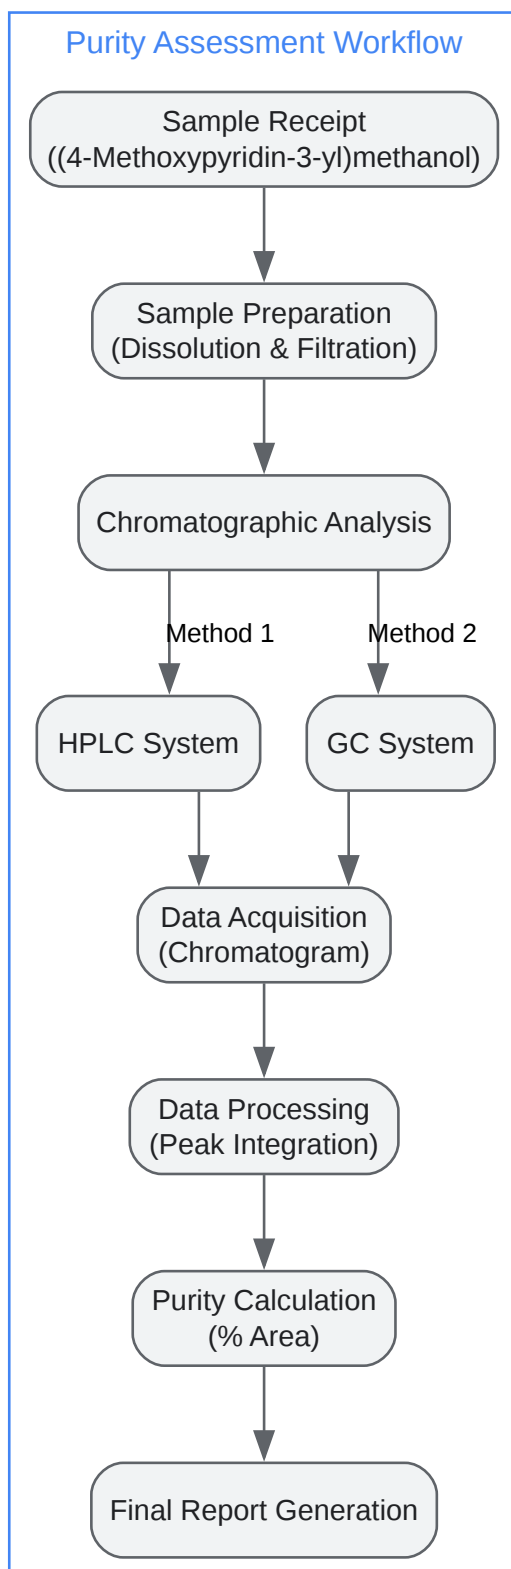 Purity Assessment Workflow
Sample Receipt
((4-Methoxypyridin-3-yl)methanol)
Sample Preparation
(Dissolution & Filtration)
Chromatographic Analysis
Method 1
Method 2
HPLC System
GC System
Data Acquisition
(Chromatogram)
Data Processing
(Peak Integration)
Purity Calculation
(% Area)
Final Report Generation